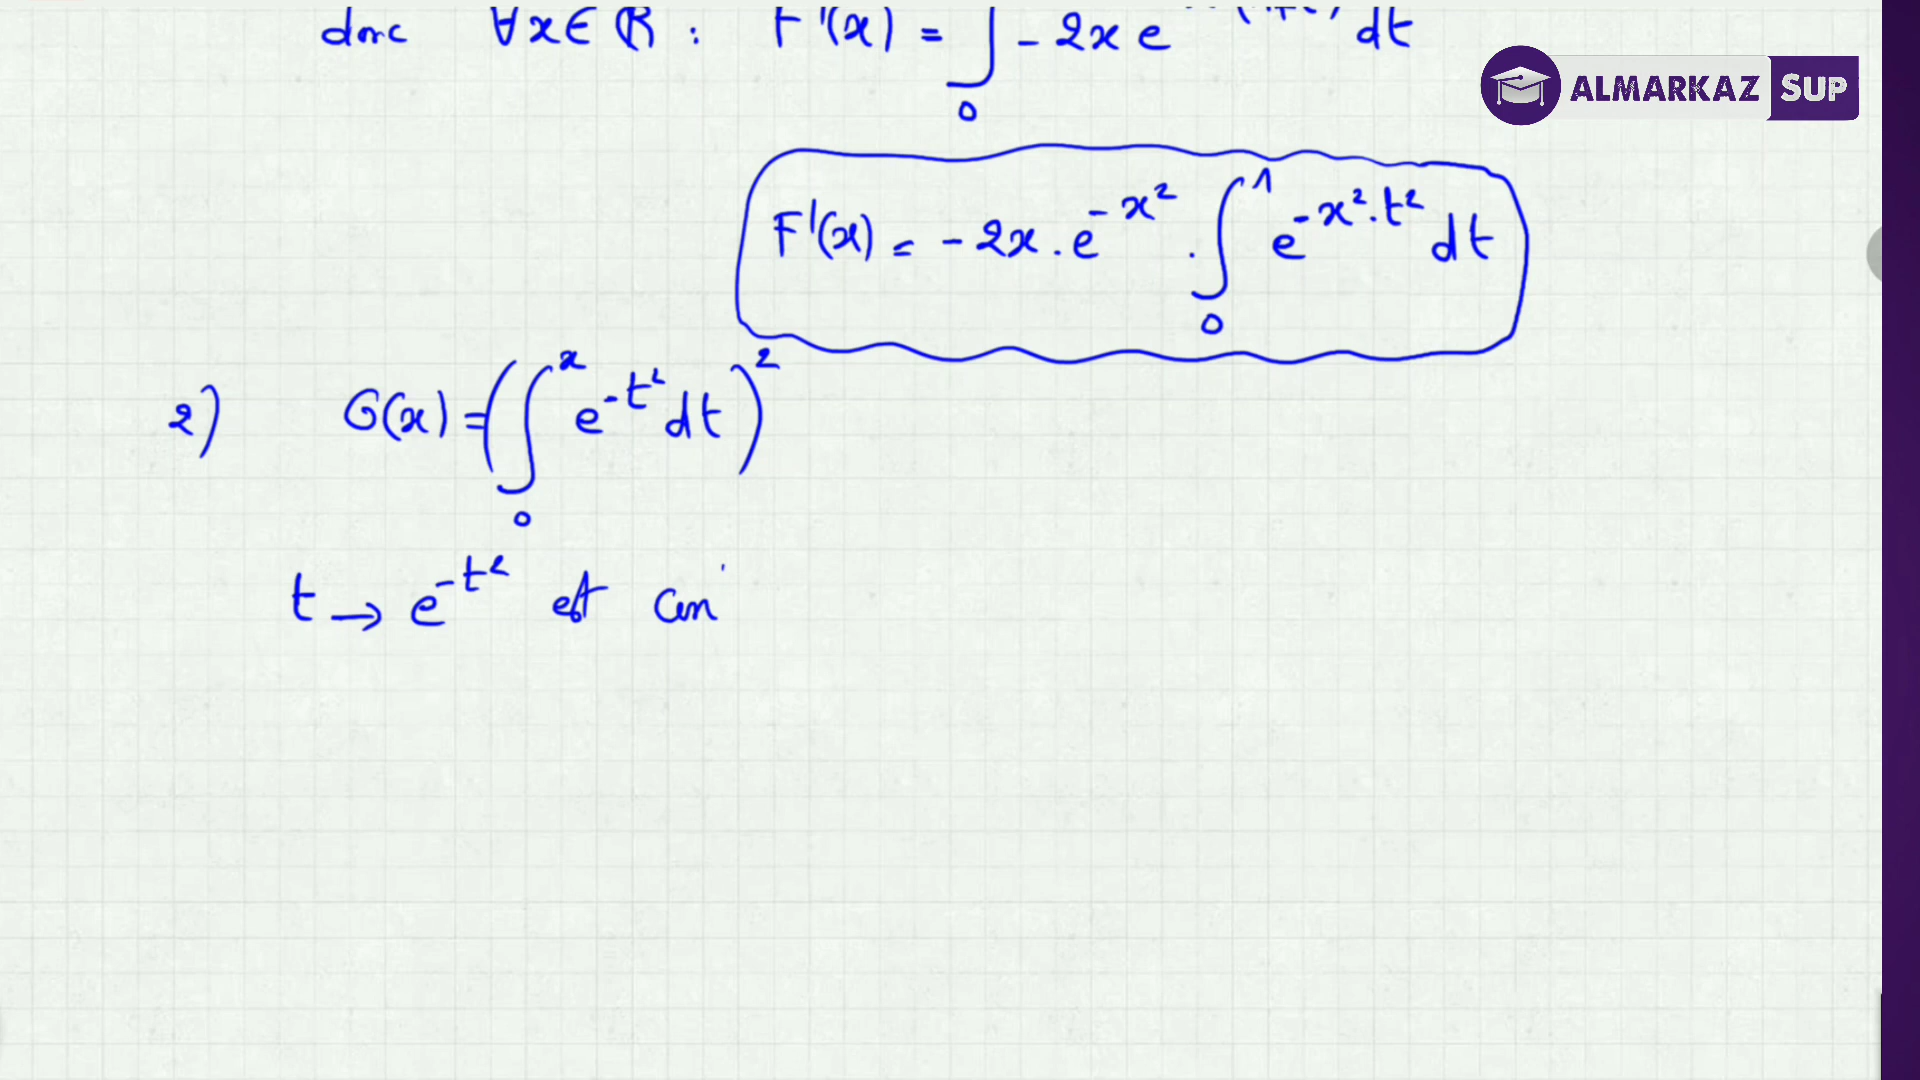 donc ∀x∈ℝ : F'(x) = ∫₀ - 2x e dt
ALMARKAZ SUP
F'(x) = - 2x . e^{-x²} . ∫₀¹ e^{-x².t²} dt
2) G(x) = (∫₀ˣ e^{-t²} dt)²
t → e^{-t²} est con